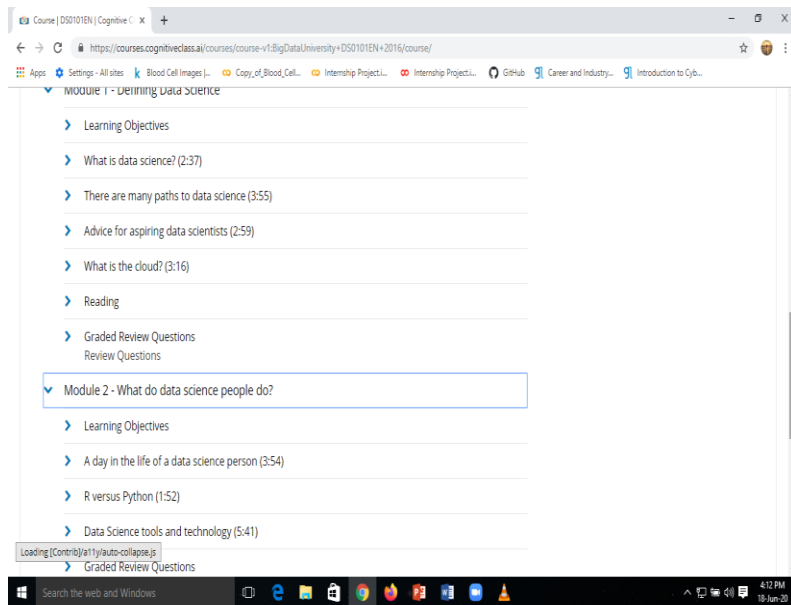 Course | DS0101EN | Cognitive C
https://courses.cognitiveclass.ai/courses/course-v1:BigDataUniversity+DS0101EN+2016/course/
Apps Settings - All sites Blood Cell Images |... Copy_of_Blood_Cel... Internship Project.i... Internship Project.i... GitHub Career and Industry... Introduction to Cyb...
Module 1 - Defining Data Science
Learning Objectives
What is data science? (2:37)
There are many paths to data science (3:55)
Advice for aspiring data scientists (2:59)
What is the cloud? (3:16)
Reading
Graded Review Questions
Review Questions
Module 2 - What do data science people do?
Learning Objectives
A day in the life of a data science person (3:54)
R versus Python (1:52)
Data Science tools and technology (5:41)
Loading [Contrib]/a11y/auto-collapse.js
Graded Review Questions
Search the web and Windows
4:12 PM
18-Jun-20